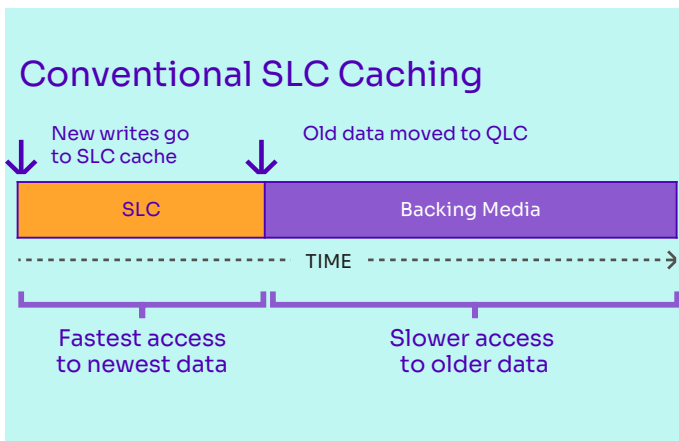 Conventional SLC Caching
New writes go
to SLC cache
Old data moved to QLC
SLC
Backing Media
TIME
Fastest access
to newest data
Slower access
to older data